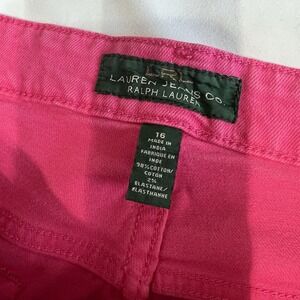 LRL
LAUREN JEANS CO.
RALPH LAUREN
16
MADE IN
INDIA
FABRIQUE EN
INDE
98% COTTON/
COTON
2%
ELASTANE/
ELASTHANNE